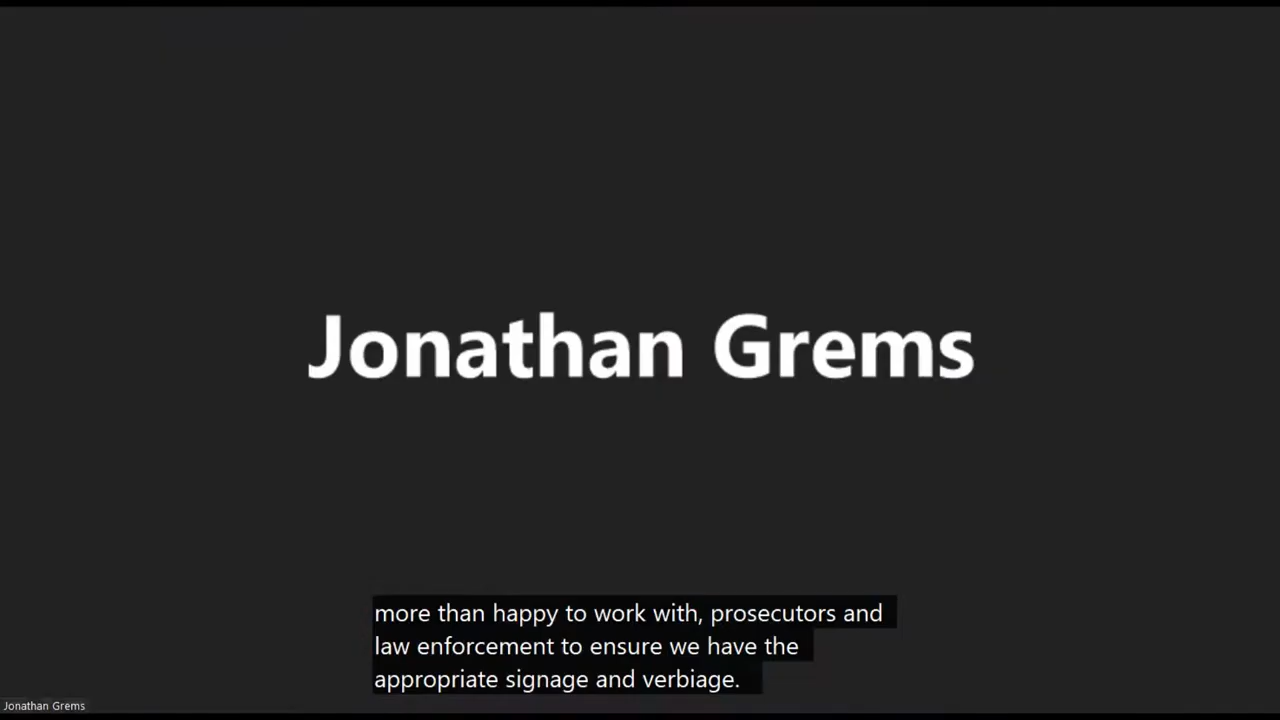 Jonathan Grems
more than happy to work with, prosecutors and
law enforcement to ensure we have the
appropriate signage and verbiage.
Jonathan Grems